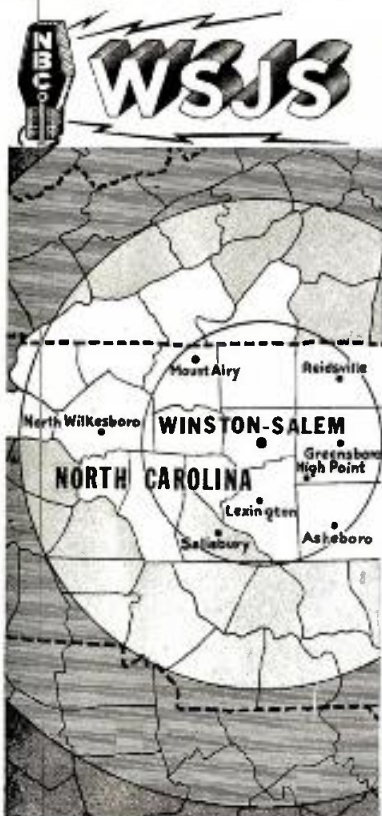 NBC
WSJS
Mount Airy
Reidsville
North Wilkesboro
WINSTON-SALEM
Greensboro
High Point
NORTH CAROLINA
Lexington
Salisbury
Asheboro